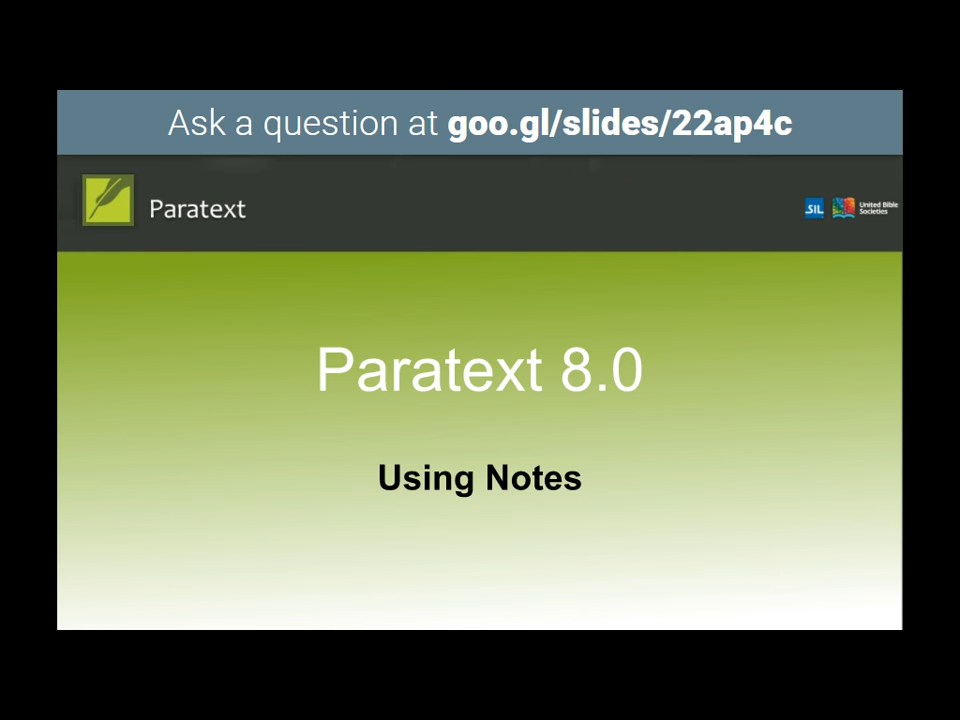 Ask a question at goo.gl/slides/22ap4c
Paratext
SIL
United Bible
Societies
Paratext 8.0
Using Notes